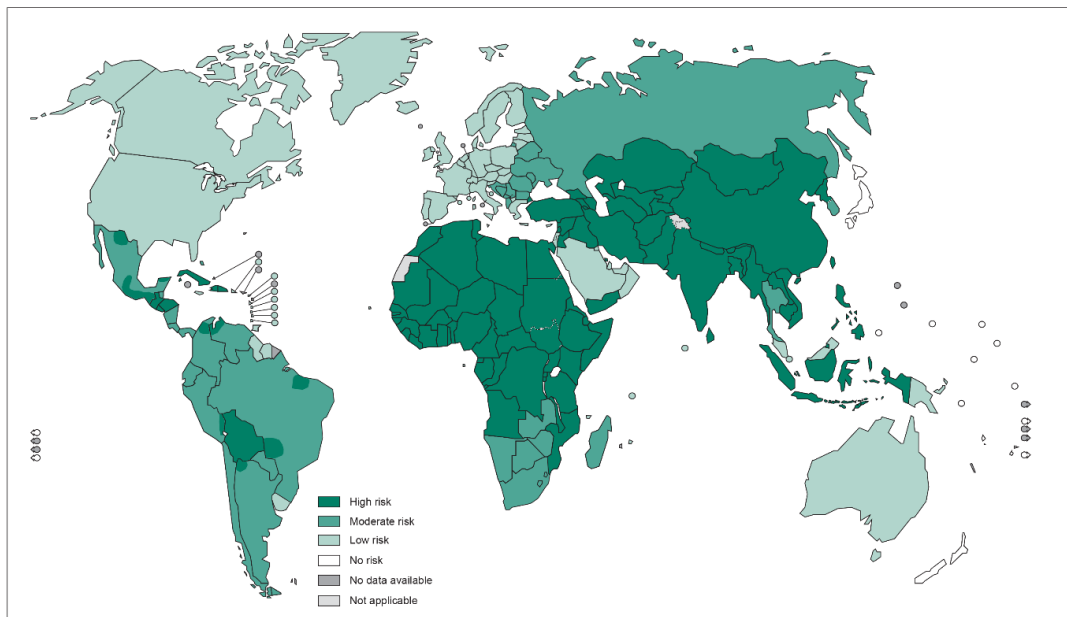 High risk
Moderate risk
Low risk
No risk
No data available
Not applicable